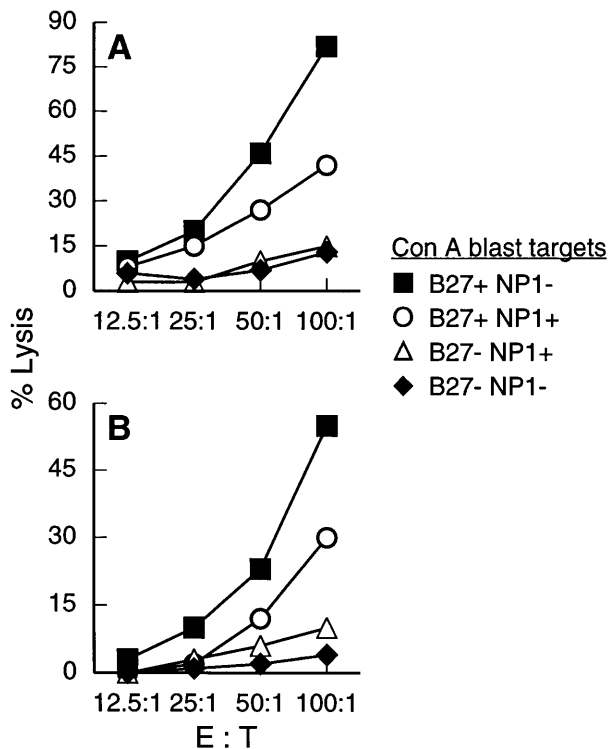 90
A
75
60
45
30
15
0
12.5:1 25:1 50:1 100:1
% Lysis
Con A blast targets
B27+ NP1-
B27+ NP1+
B27- NP1+
B27- NP1-
60
B
45
30
15
0
12.5:1 25:1 50:1 100:1
E : T